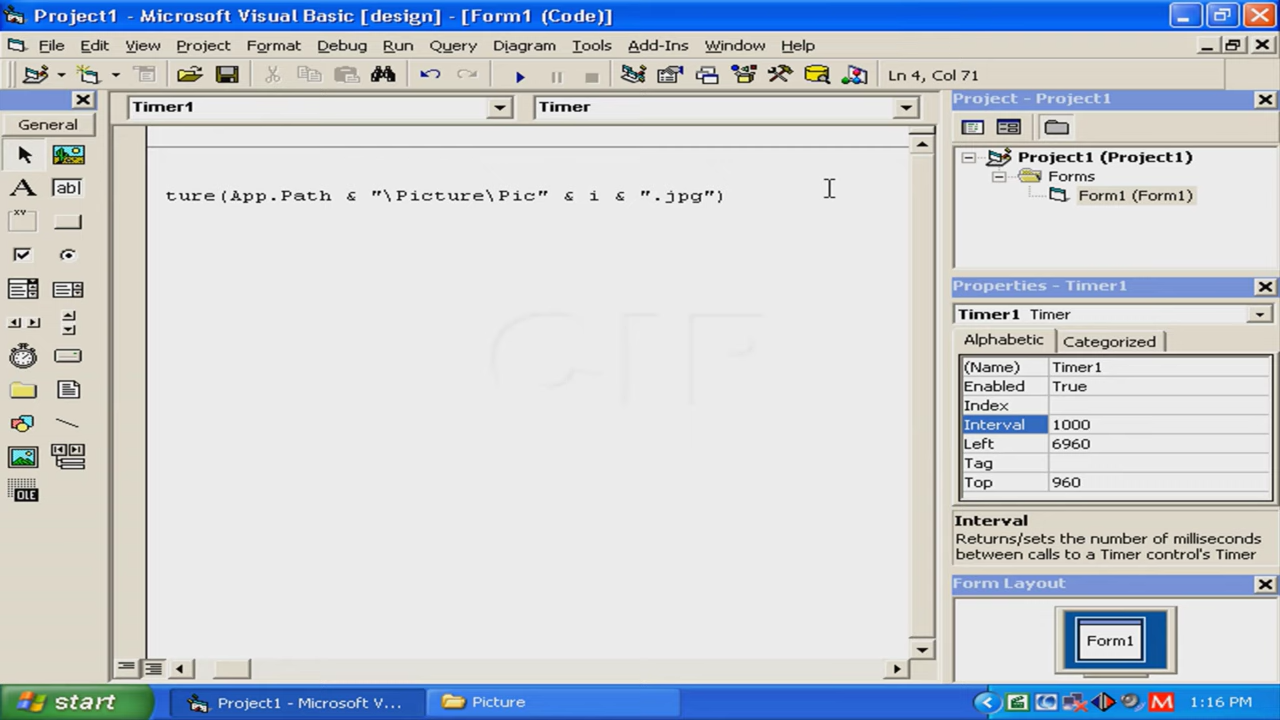 Project1 - Microsoft Visual Basic [design] - [Form1 (Code)]
File Edit View Project Format Debug Run Query Diagram Tools Add-Ins Window Help
Ln 4, Col 71
General
Timer1 Timer
ture(App.Path & "\Picture\Pic" & i & ".jpg")
A ab|
XY
OLE
Project - Project1
Project1 (Project1)
Forms
Form1 (Form1)
Properties - Timer1
Timer1 Timer
Alphabetic Categorized
(Name) Timer1
Enabled True
Index
Interval 1000
Left 6960
Tag
Top 960
Interval
Returns/sets the number of milliseconds
between calls to a Timer control's Timer
Form Layout
Form1
start Project1 - Microsoft V... Picture M 1:16 PM